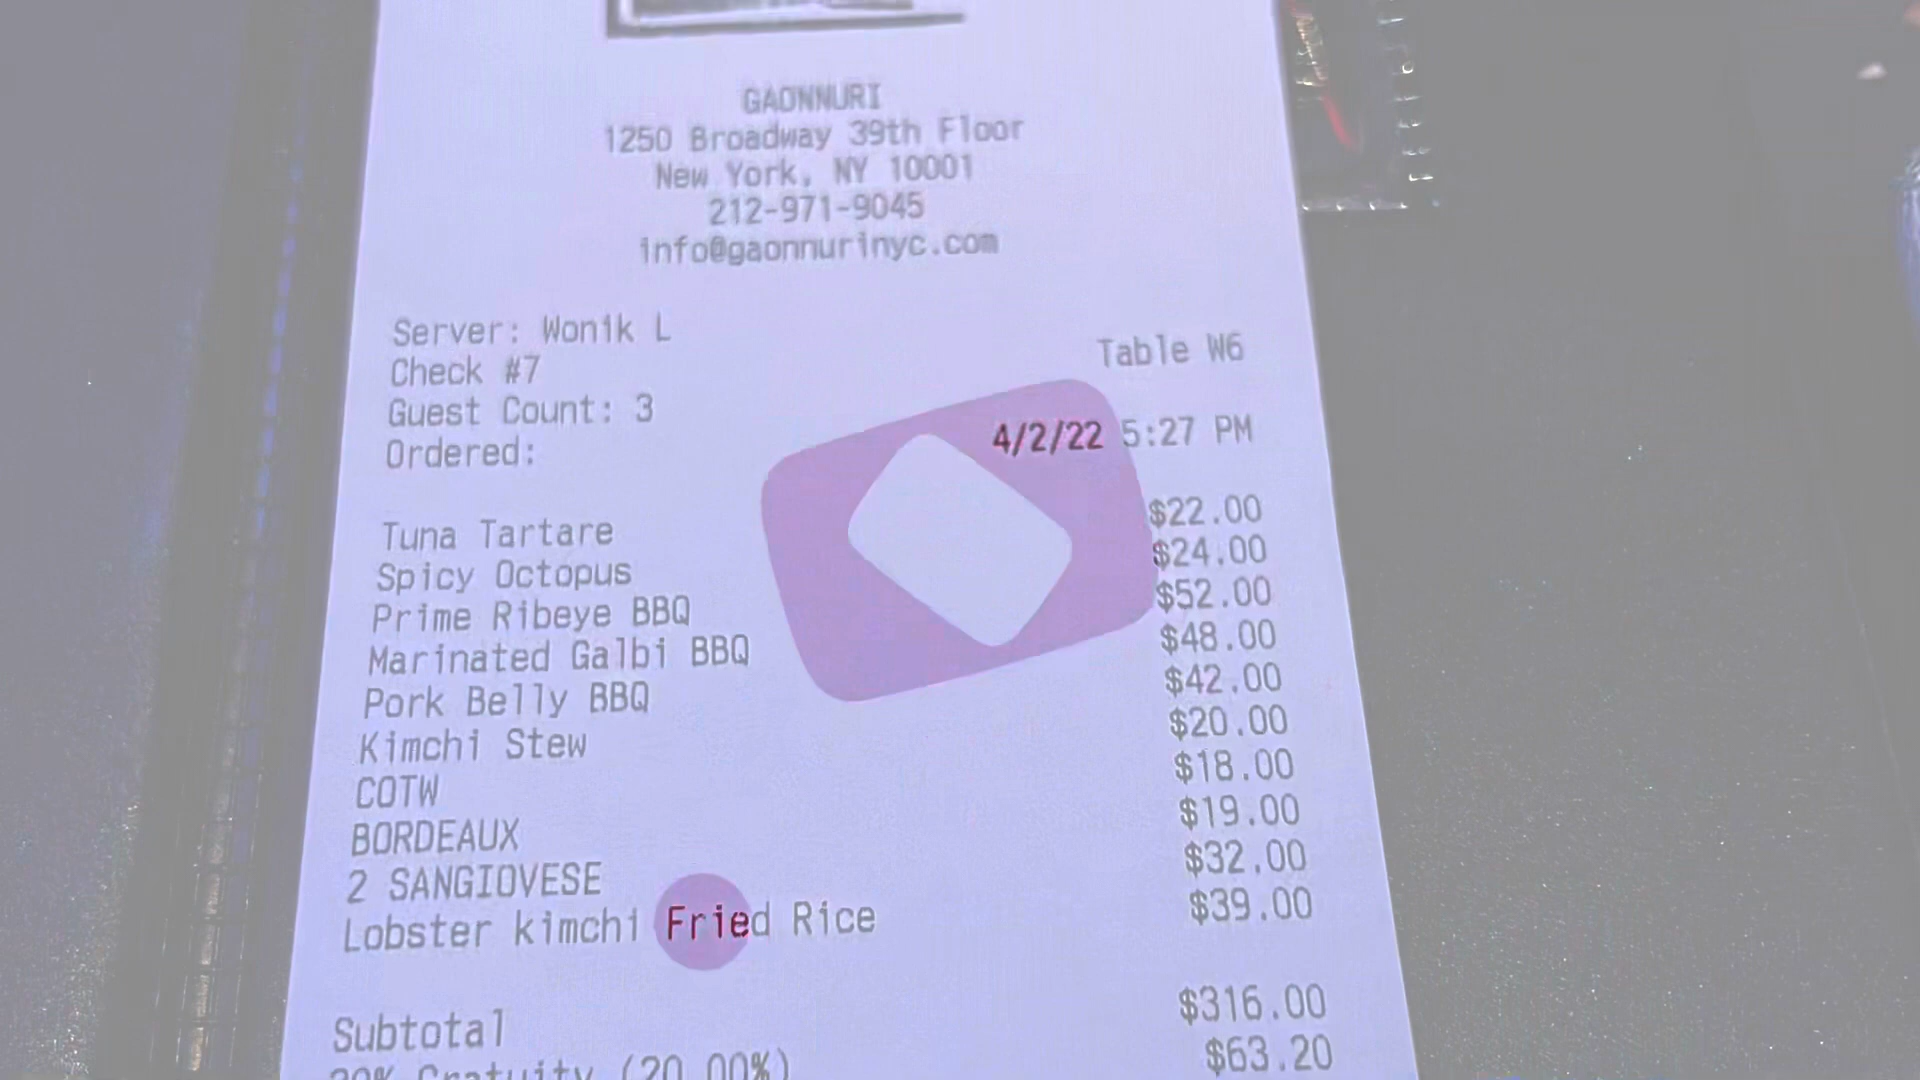 GAONNURI
1250 Broadway 39th Floor
New York, NY 10001
212-971-9045
info@gaonnurinyc.com
Server: Wonik L
Check #7 Table W6
Guest Count: 3
Ordered: 4/2/22 5:27 PM
Tuna Tartare $22.00
Spicy Octopus $24.00
Prime Ribeye BBQ $52.00
Marinated Galbi BBQ $48.00
Pork Belly BBQ $42.00
Kimchi Stew $20.00
COTW $18.00
BORDEAUX $19.00
2 SANGIOVESE $32.00
Lobster kimchi Fried Rice $39.00
Subtotal $316.00
20% Gratuity (20.00%) $63.20